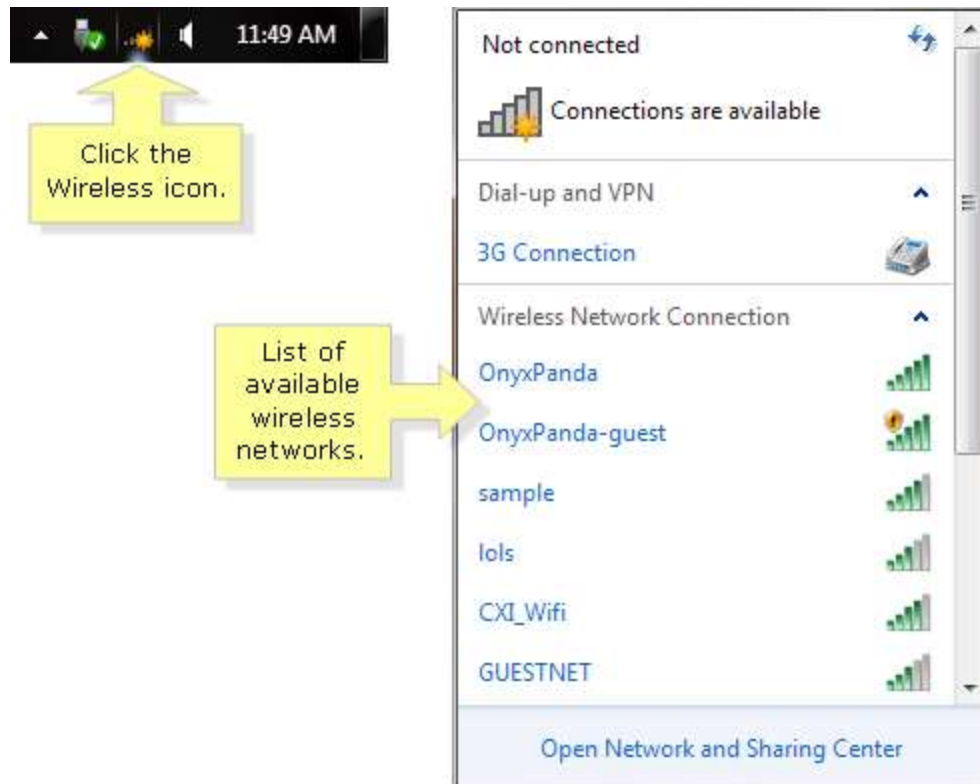 11:49 AM
Click the
Wireless icon.
Not connected
Connections are available
Dial-up and VPN
3G Connection
Wireless Network Connection
List of
available
wireless
networks.
OnyxPanda
OnyxPanda-guest
sample
lols
CXI_Wifi
GUESTNET
Open Network and Sharing Center